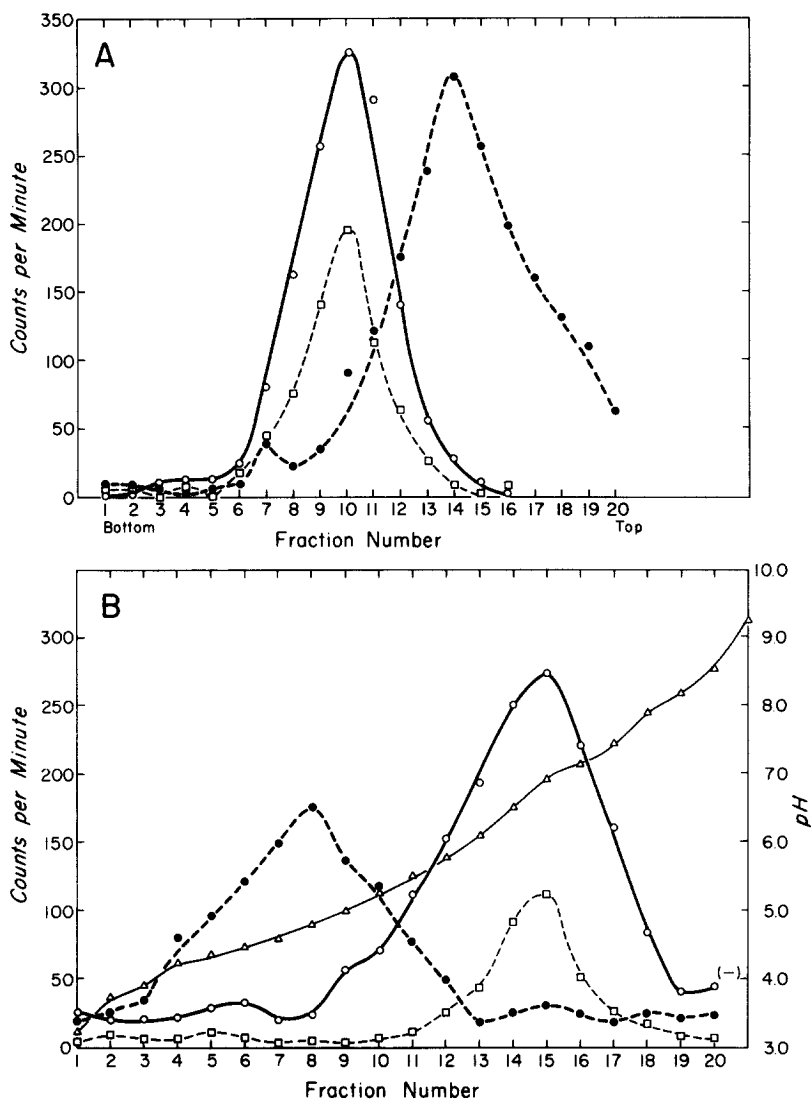 A
350
300
250
200
150
100
50
0
Counts per Minute
1 2 3 4 5 6 7 8 9 10 11 12 13 14 15 16 17 18 19 20
Bottom Top
Fraction Number
B
300
250
200
150
100
50
0
Counts per Minute
10.0
9.0
8.0
7.0
6.0
5.0
4.0
3.0
pH
(-)
1 2 3 4 5 6 7 8 9 10 11 12 13 14 15 16 17 18 19 20
Fraction Number